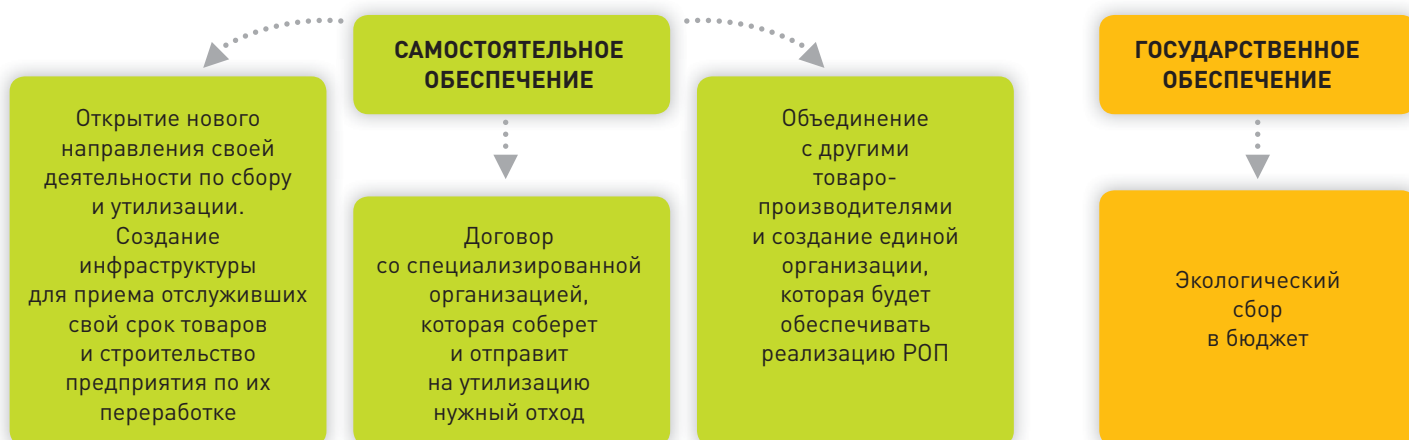 САМОСТОЯТЕЛЬНОЕ
ОБЕСПЕЧЕНИЕ
Открытие нового
направления своей
деятельности по сбору
и утилизации.
Создание
инфраструктуры
для приема отслуживших
свой срок товаров
и строительство
предприятия по их
переработке
Договор
со специализированной
организацией,
которая соберет
и отправит
на утилизацию
нужный отход
Объединение
с другими
товаро-
производителями
и создание единой
организации,
которая будет
обеспечивать
реализацию РОП
ГОСУДАРСТВЕННОЕ
ОБЕСПЕЧЕНИЕ
Экологический
сбор
в бюджет